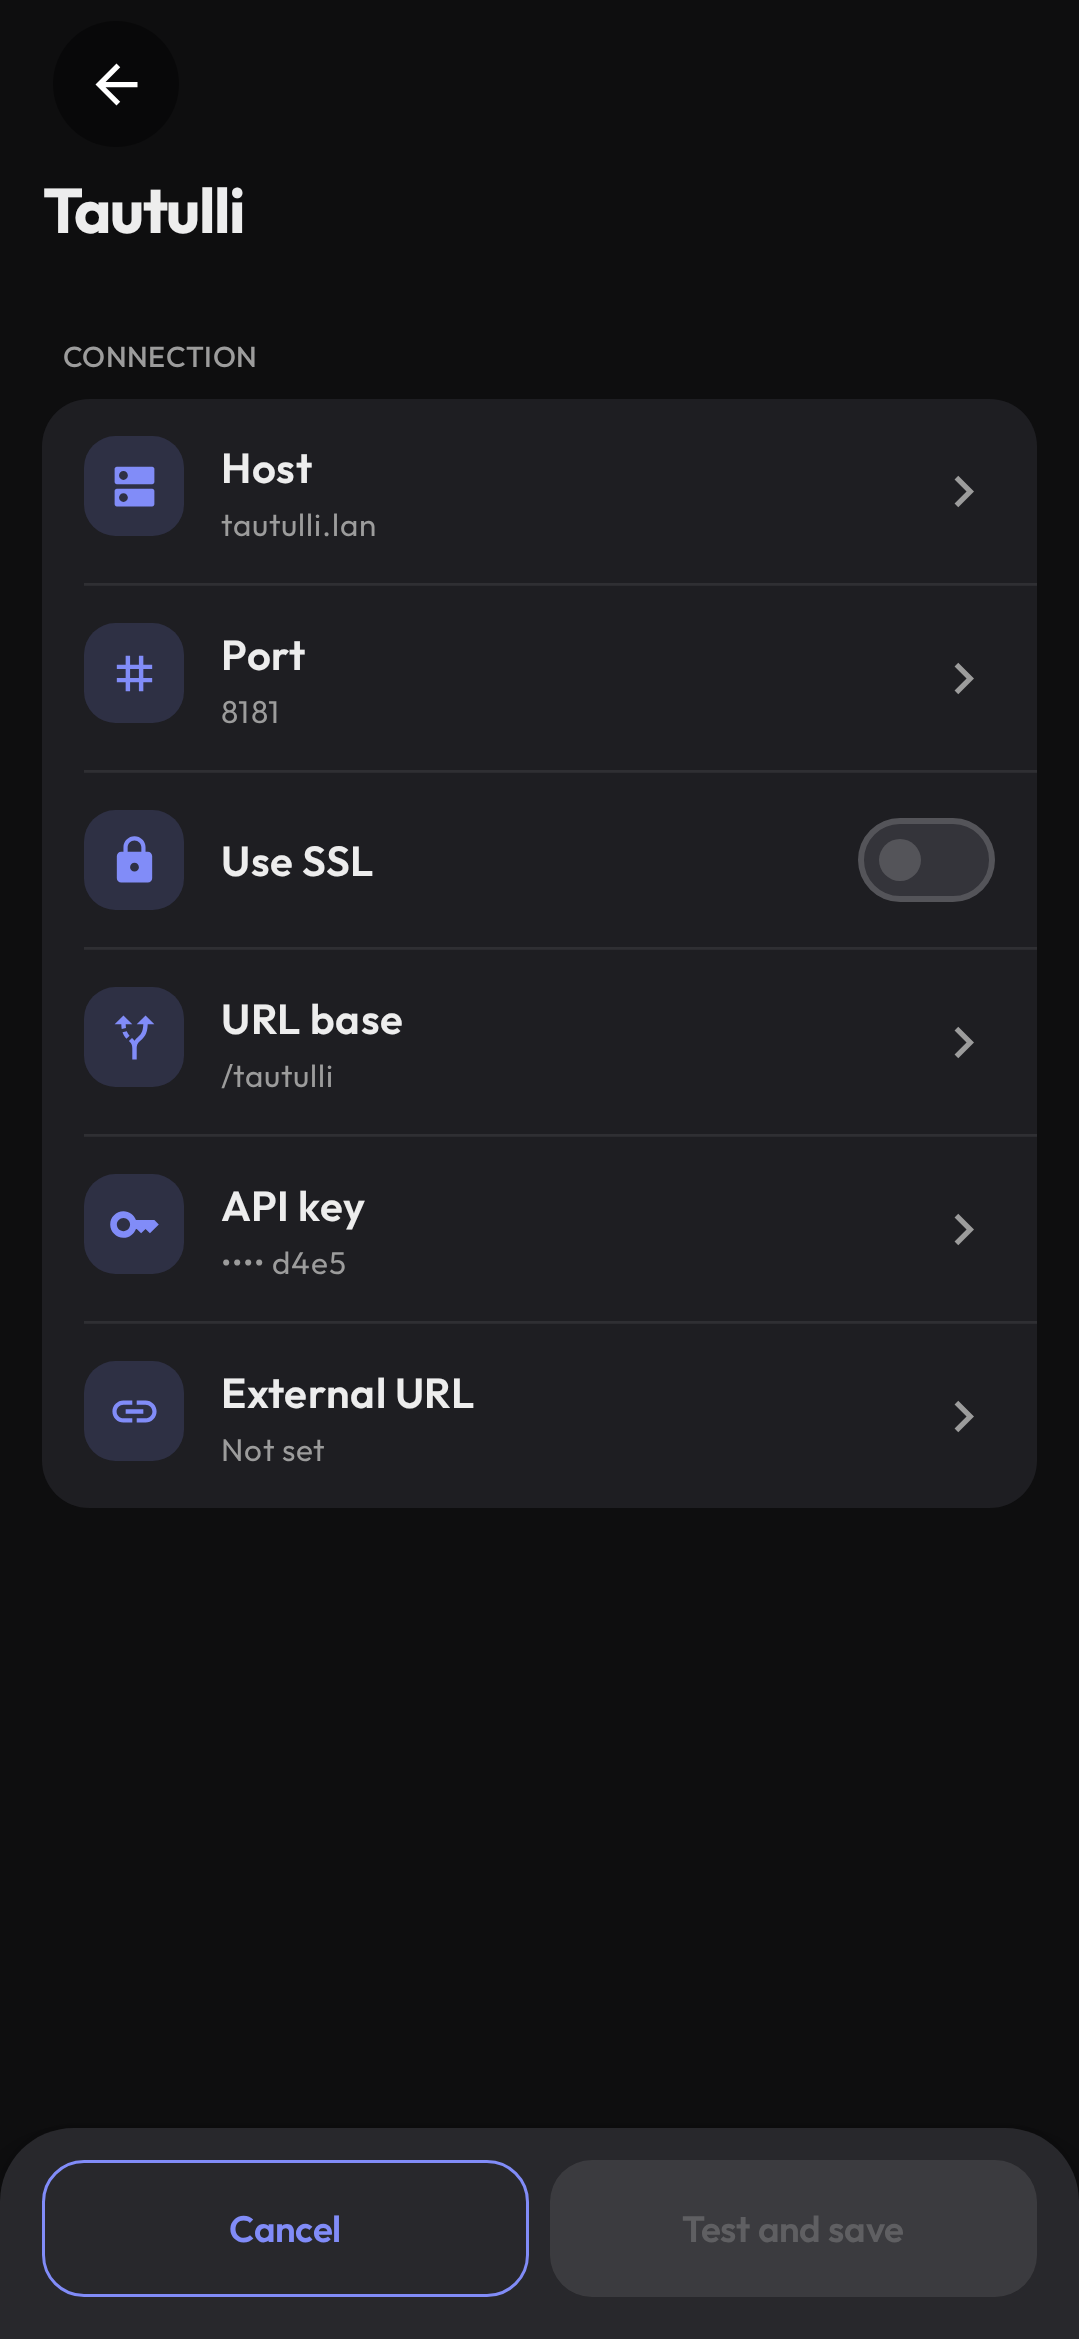 Tautulli
CONNECTION
Host
tautulli.lan
Port
8181
Use SSL
URL base
/tautulli
API key
•••• d4e5
External URL
Not set
Cancel
Test and save